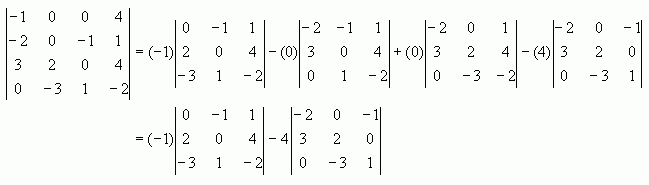 |−1 0 0 4|
|−2 0 −1 1|
|3 2 0 4|
|0 −3 1 −2|
= (−1) |0 −1 1| − (0) |−2 −1 1| + (0) |−2 0 1| − (4) |−2 0 −1|
|2 0 4| |3 0 4| |3 2 4| |3 2 0|
|−3 1 −2| |0 1 −2| |0 −3 −2| |0 −3 1|
= (−1) |0 −1 1| − 4 |−2 0 −1|
|2 0 4| |3 2 0|
|−3 1 −2| |0 −3 1|